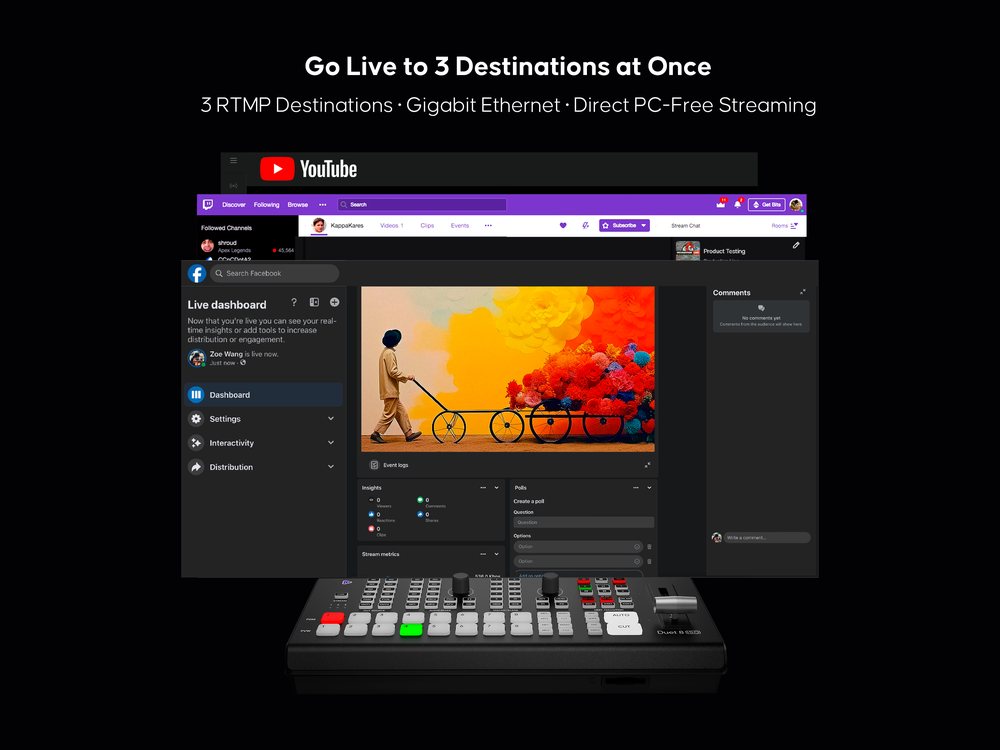 Go Live to 3 Destinations at Once
3 RTMP Destinations · Gigabit Ethernet · Direct PC-Free Streaming
YouTube
Discover Following Browse ••• Search Get Bits
Followed Channels
KappaKares Videos Clips Events ••• Subscribe Stream Chat Rooms
shroud
Apex Legends 45,564
Product Testing
Search Facebook
Live dashboard
Now that you're live you can see your real-
time insights or add tools to increase
distribution or engagement.
Zoe Wang is live now.
Just now ·
Dashboard
Settings
Interactivity
Distribution
Event logs
Insights
0
Viewers
0
Comments
0
Reactions
0
Shares
0
Clips
Stream metrics
Polls
Create a poll
Question
Question
Options
Option
Option
Comments
No comments yet
Comments from the audience will show here.
Write a comment...
AUTO
CUT
Duet 8